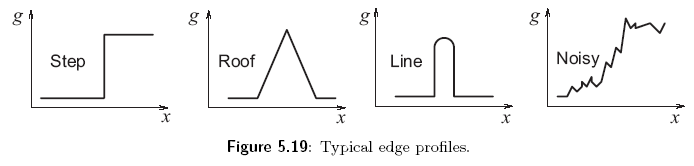 g Step x
g Roof x
g Line x
g Noisy x
Figure 5.19: Typical edge profiles.